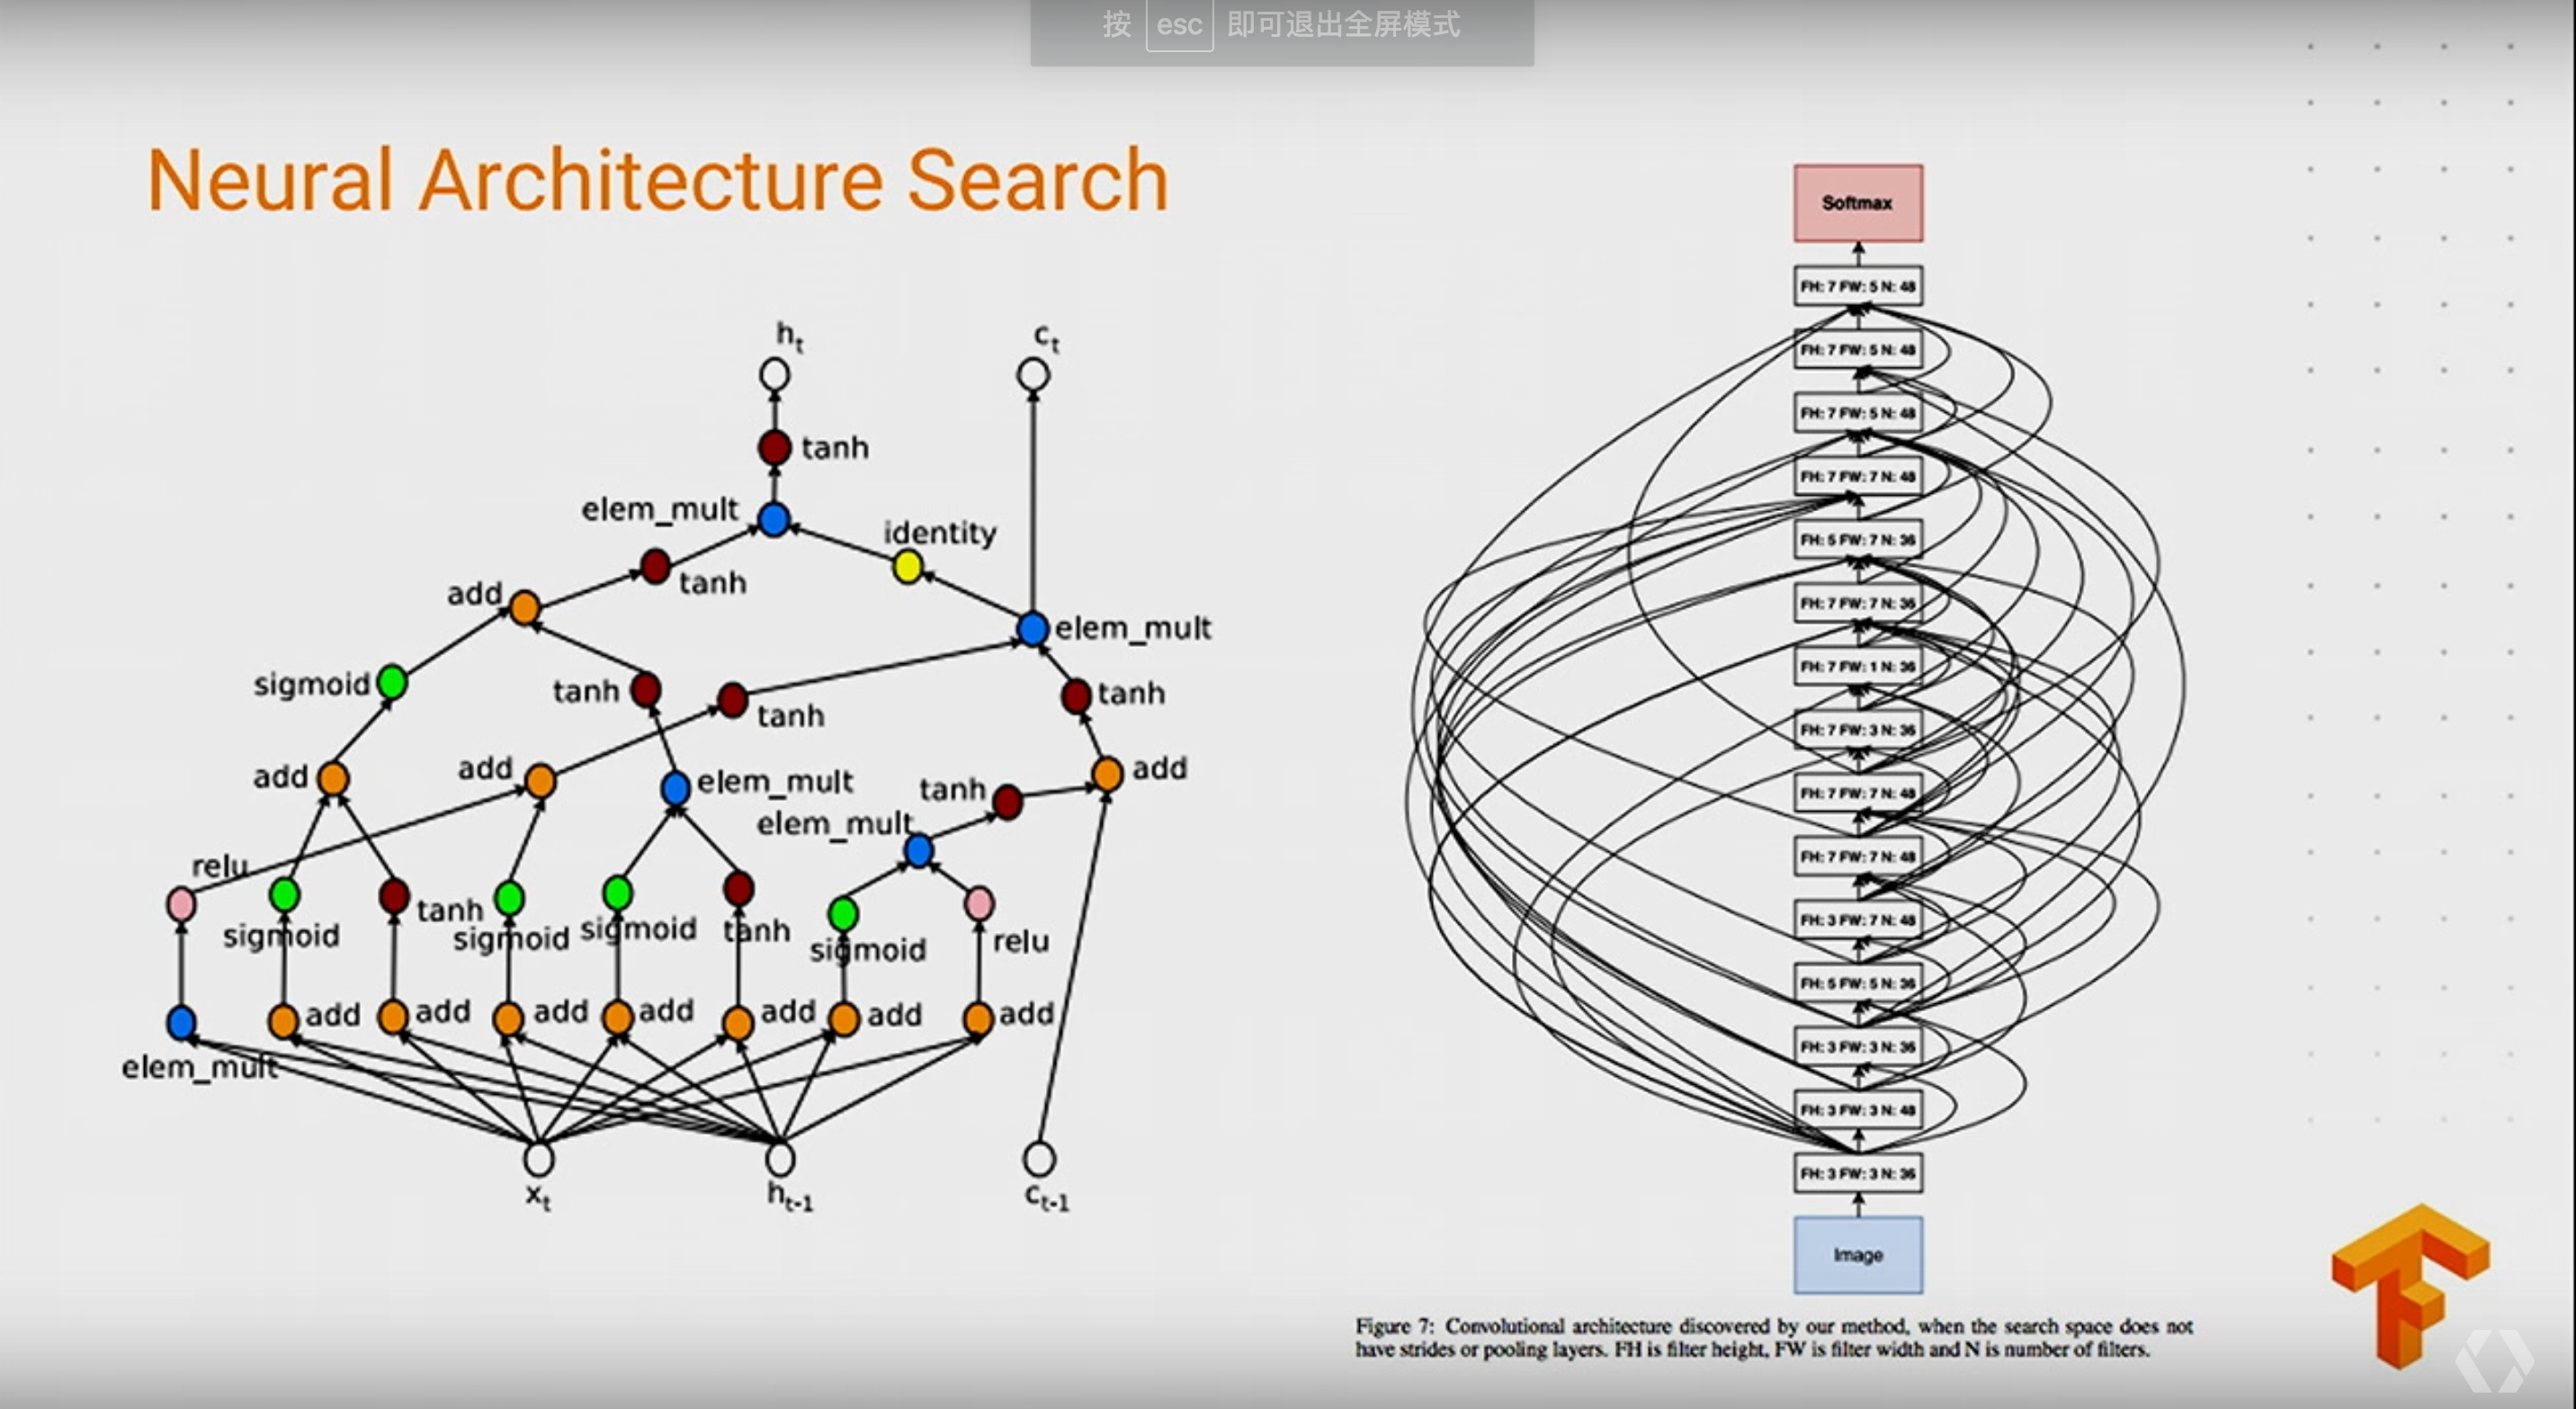 按 esc 即可退出全屏模式
Neural Architecture Search
h_t
c_t
tanh
elem_mult
identity
tanh
add
elem_mult
sigmoid
tanh
tanh
tanh
add
add
elem_mult
tanh
add
elem_mult
relu
sigmoid
tanh
sigmoid
sigmoid
tanh
sigmoid
relu
elem_mult
add
add
add
add
add
add
add
x_t
h_t-1
c_t-1
Softmax
FH: 7 FW: 5 N: 48
FH: 7 FW: 5 N: 48
FH: 7 FW: 5 N: 48
FH: 7 FW: 7 N: 48
FH: 5 FW: 7 N: 36
FH: 7 FW: 7 N: 36
FH: 7 FW: 1 N: 36
FH: 7 FW: 3 N: 36
FH: 7 FW: 7 N: 48
FH: 7 FW: 7 N: 48
FH: 3 FW: 7 N: 48
FH: 5 FW: 5 N: 36
FH: 3 FW: 3 N: 36
FH: 3 FW: 3 N: 48
FH: 3 FW: 3 N: 36
Image
Figure 7: Convolutional architecture discovered by our method, when the search space does not
have strides or pooling layers. FH is filter height, FW is filter width and N is number of filters.